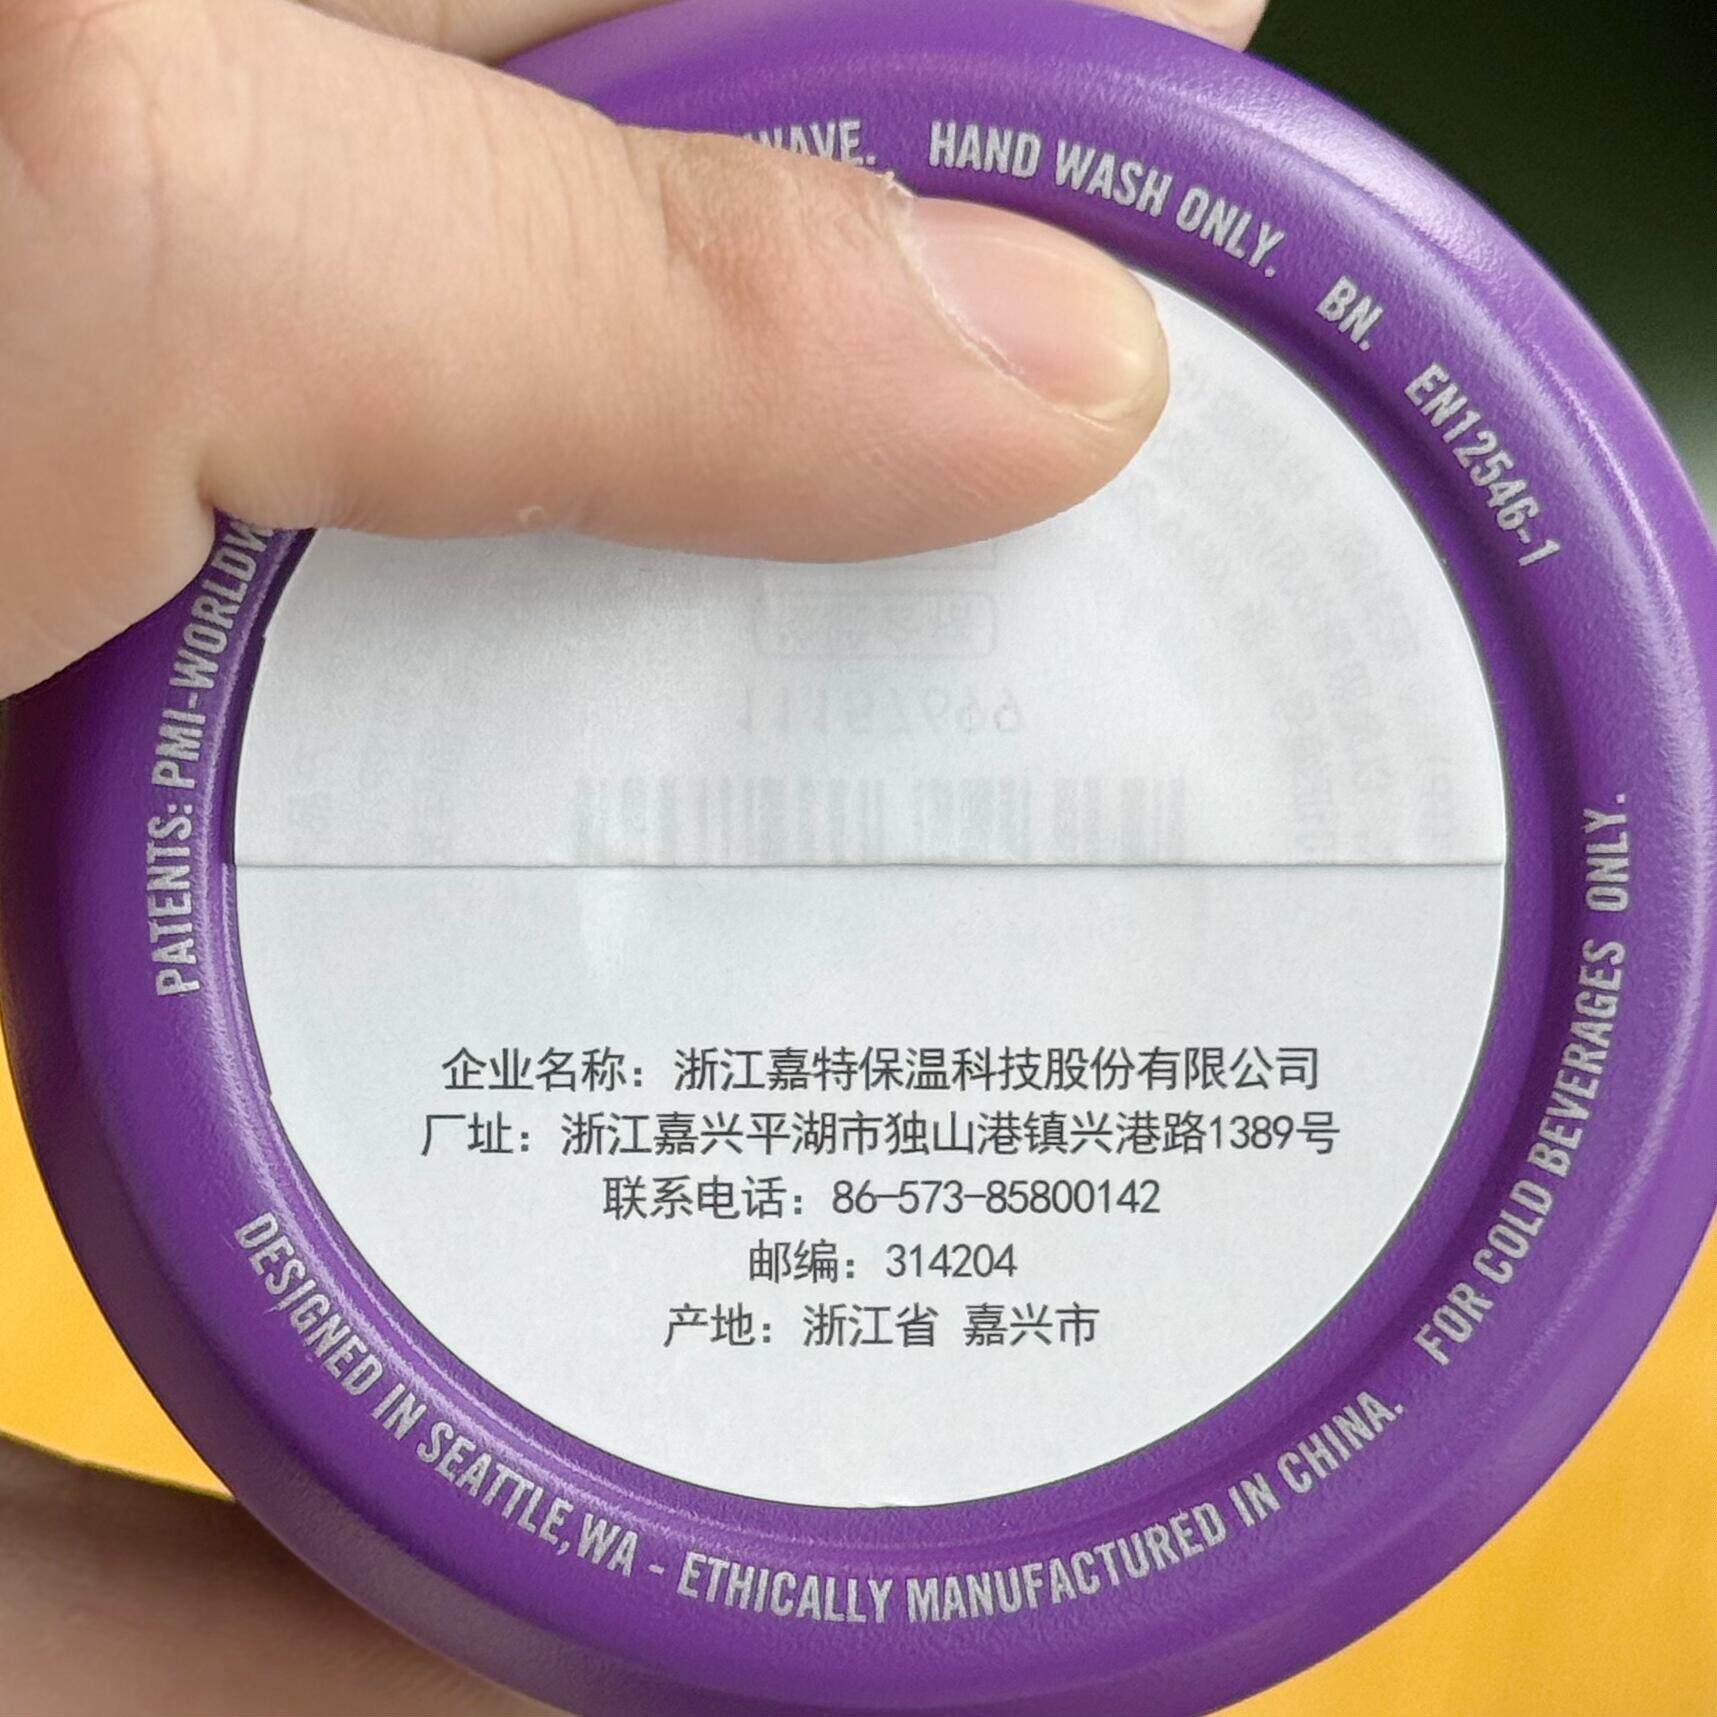 HAND WASH ONLY. BN. EN12546-1
PATENTS:
DESIGNED IN SEATTLE, WA - ETHICALLY MANUFACTURED IN CHINA. FOR COLD BEVERAGES ONLY.
企业名称：浙江嘉特保温科技股份有限公司
厂址：浙江嘉兴平湖市独山港镇兴港路1389号
联系电话：86-573-85800142
邮编：314204
产地：浙江省 嘉兴市